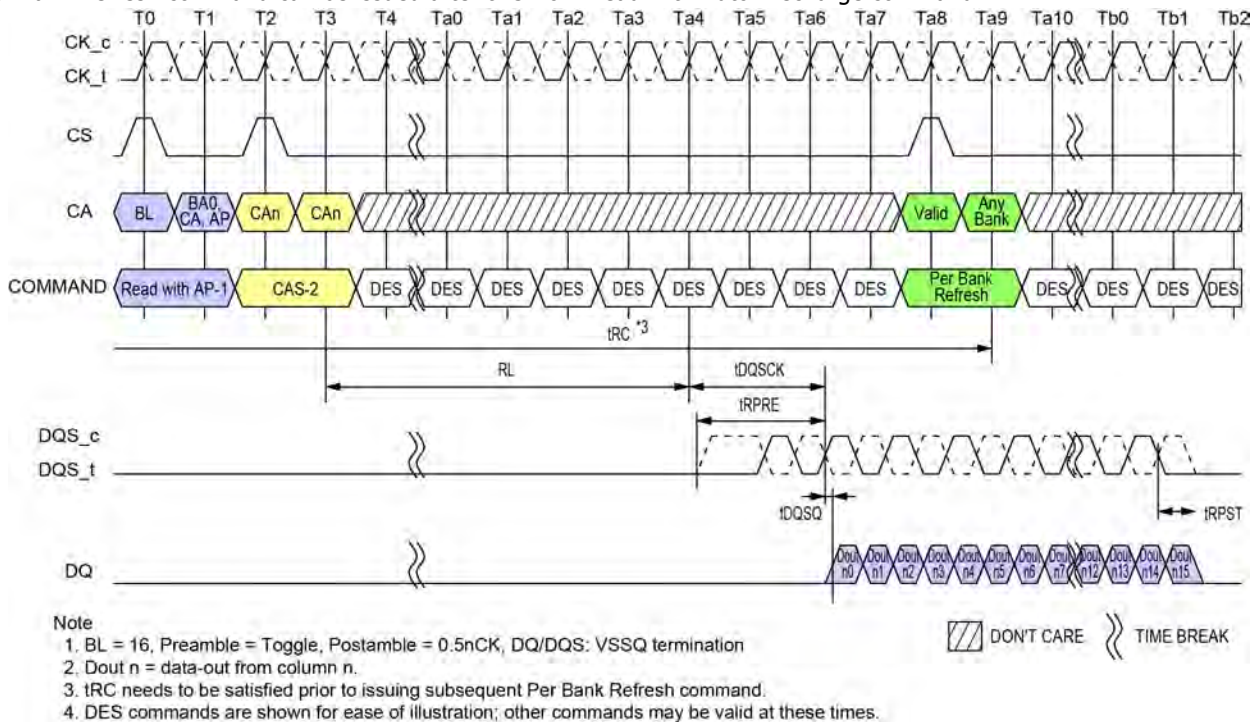 T0 T1 T2 T3 T4 Ta0 Ta1 Ta2 Ta3 Ta4 Ta5 Ta6 Ta7 Ta8 Ta9 Ta10 Tb0 Tb1 Tb2
CK_c
CK_t
CS
CA
BL
BA0, CA, AP
CAn
CAn
Valid
Any Bank
COMMAND
Read with AP-1
CAS-2
DES DES DES DES DES DES DES DES DES
Per Bank Refresh
DES DES DES DES
tRC *3
RL
tDQSCK
tRPRE
DQS_c
DQS_t
tDQSQ
tRPST
DQ
Dout n0 Dout n1 Dout n2 Dout n3 Dout n4 Dout n5 Dout n6 Dout n7 Dout n12 Dout n13 Dout n14 Dout n15
Note
1. BL = 16, Preamble = Toggle, Postamble = 0.5nCK, DQ/DQS: VSSQ termination
2. Dout n = data-out from column n.
3. tRC needs to be satisfied prior to issuing subsequent Per Bank Refresh command.
4. DES commands are shown for ease of illustration; other commands may be valid at these times.
DON'T CARE
TIME BREAK